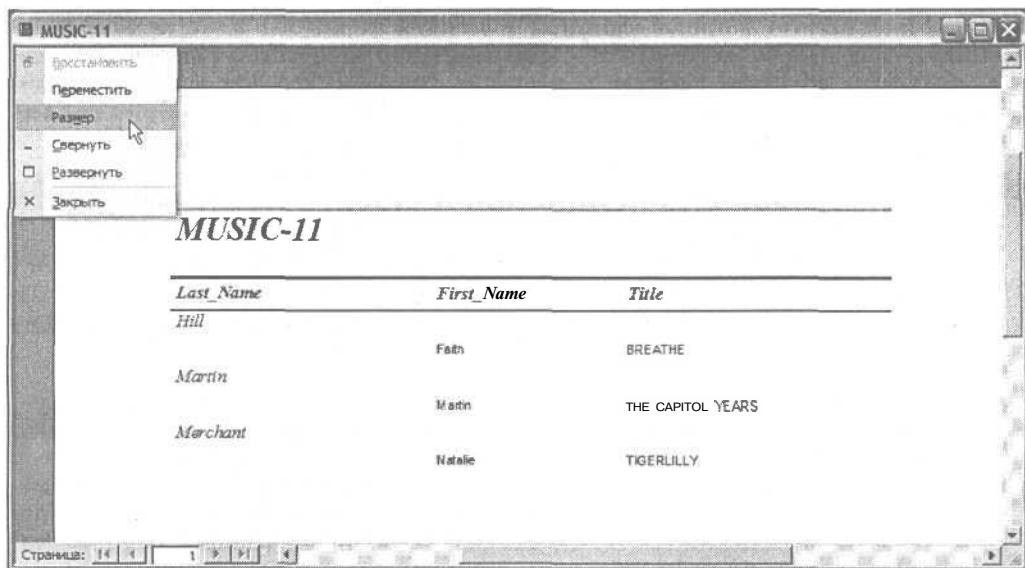 MUSIC-11
Восстановить
Переместить
Размер
Свернуть
Развернуть
Закрыть
MUSIC-11
Last_Name First_Name Title
Hill
Faith BREATHE
Martin
Martin THE CAPITOL YEARS
Merchant
Natalie TIGERLILLY
Страница: 1